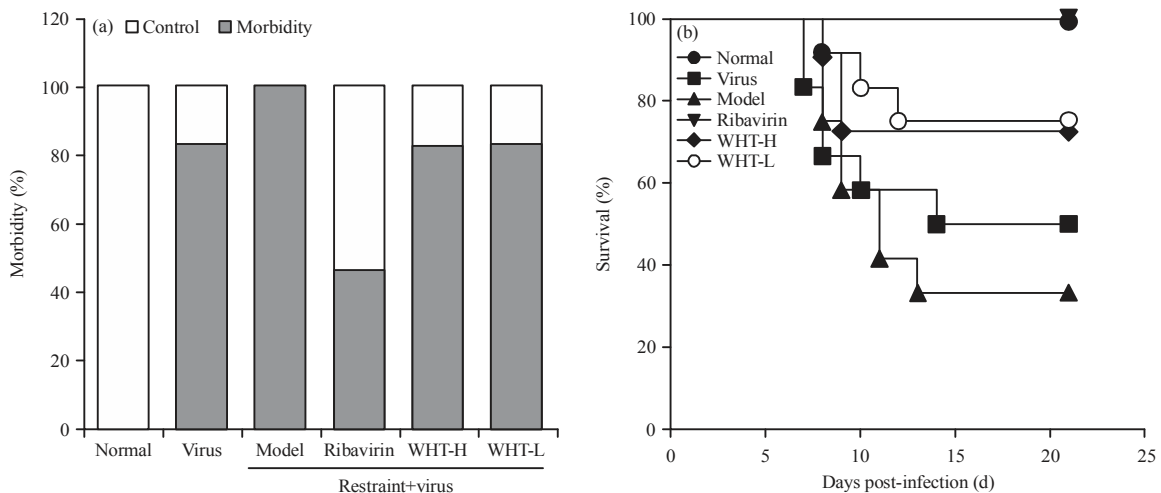 (a) Control Morbidity
120
100
80
60
40
20
0
Morbidity (%)
Normal Virus Model Ribavirin WHT-H WHT-L
Restraint+virus
(b)
Normal
Virus
Model
Ribavirin
WHT-H
WHT-L
100
80
60
40
20
0
Survival (%)
0 5 10 15 20 25
Days post-infection (d)